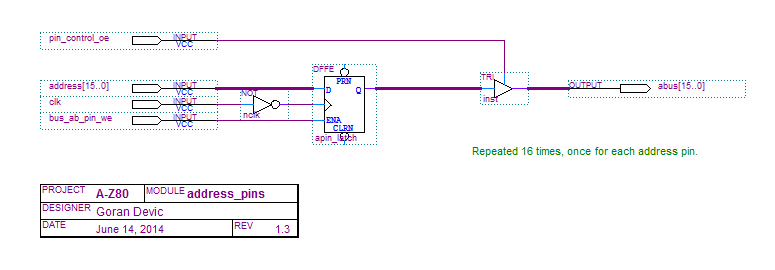 pin_control_oe INPUT VCC
DFFE
PRN
address[15..0] INPUT VCC D Q TRI OUTPUT abus[15..0]
clk INPUT VCC NOT nclk inst
bus_ab_pin_we INPUT VCC ENA
CLRN
apin_latch
Repeated 16 times, once for each address pin.
PROJECT A-Z80 MODULE address_pins
DESIGNER Goran Devic
DATE June 14, 2014 REV 1.3